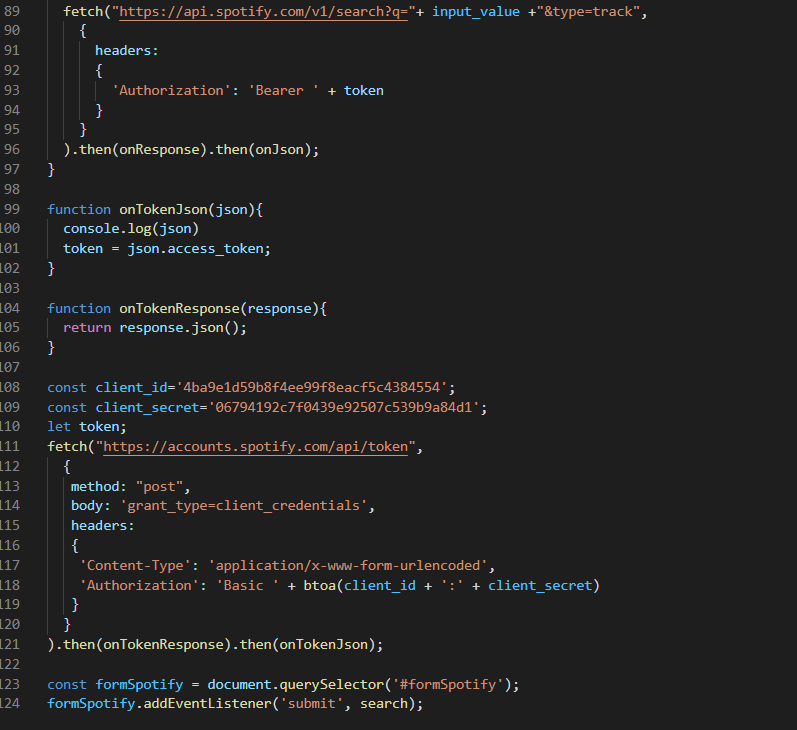 89 fetch("https://api.spotify.com/v1/search?q="+ input_value +"&type=track",
90 {
91 headers:
92 {
93 'Authorization': 'Bearer ' + token
94 }
95 }
96 ).then(onResponse).then(onJson);
97 }
98
99 function onTokenJson(json){
100 console.log(json)
101 token = json.access_token;
102 }
103
104 function onTokenResponse(response){
105 return response.json();
106 }
107
108 const client_id='4ba9e1d59b8f4ee99f8eacf5c4384554';
109 const client_secret='06794192c7f0439e92507c539b9a84d1';
110 let token;
111 fetch("https://accounts.spotify.com/api/token",
112 {
113 method: "post",
114 body: 'grant_type=client_credentials',
115 headers:
116 {
117 'Content-Type': 'application/x-www-form-urlencoded',
118 'Authorization': 'Basic ' + btoa(client_id + ':' + client_secret)
119 }
120 }
121 ).then(onTokenResponse).then(onTokenJson);
122
123 const formSpotify = document.querySelector('#formSpotify');
124 formSpotify.addEventListener('submit', search);